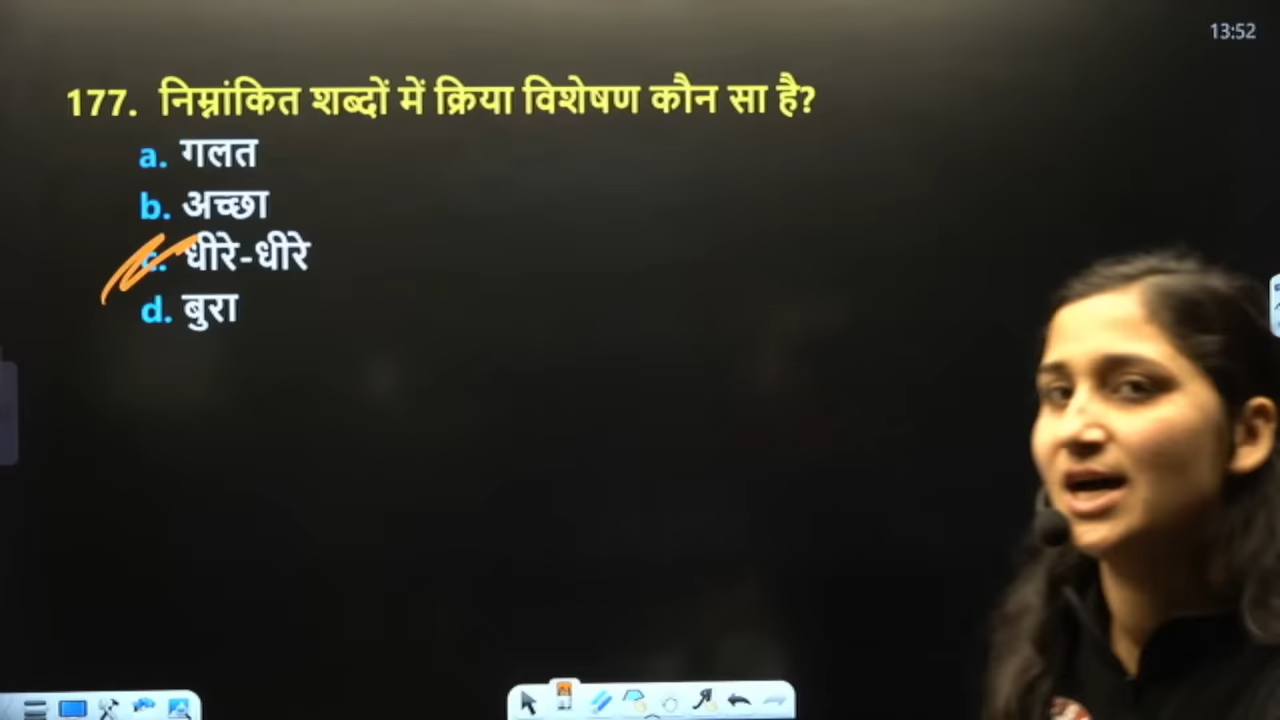 13:52
177. निम्नांकित शब्दों में क्रिया विशेषण कौन सा है?
a. गलत
b. अच्छा
c. धीरे-धीरे
d. बुरा